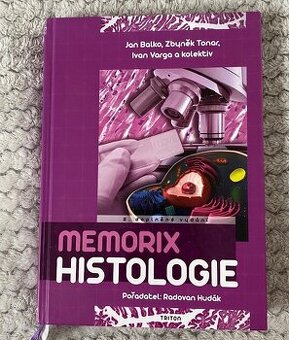 Jan Balko, Zbyněk Tonar,
Ivan Varga a kolektiv
2. doplněné vydání
MEMORIX
HISTOLOGIE
Pořadatel: Radovan Hudák
TRITON